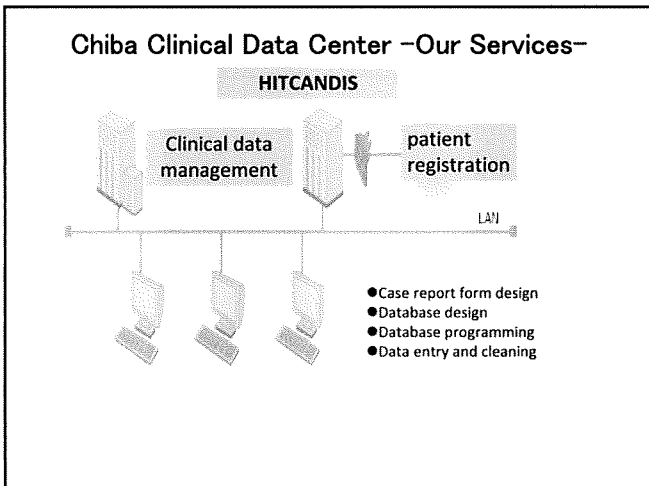 Chiba Clinical Data Center -Our Services-
HITCANDIS
Clinical data
management
patient
registration
LAN
●Case report form design
●Database design
●Database programming
●Data entry and cleaning